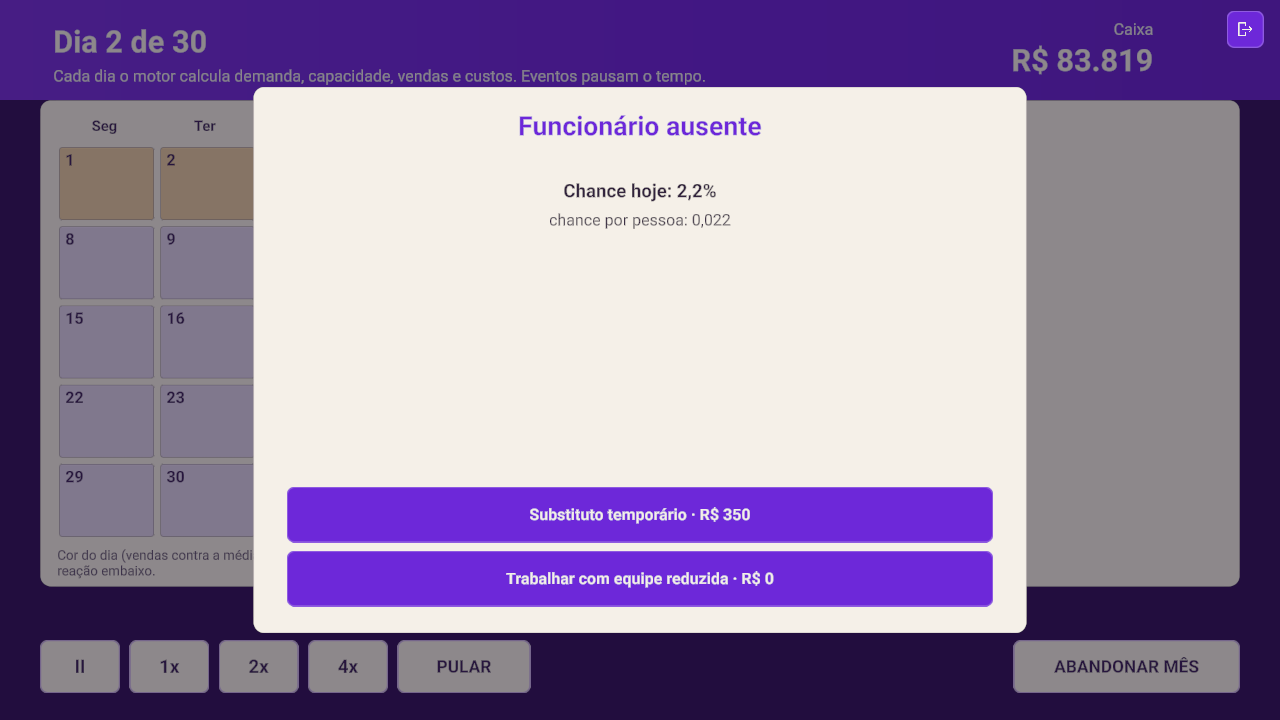 Dia 2 de 30
Cada dia o motor calcula demanda, capacidade, vendas e custos. Eventos pausam o tempo.
Caixa
R$ 83.819
Seg
Ter
1
2
8
9
15
16
22
23
29
30
Cor do dia (vendas contra a médi
reação embaixo.
Funcionário ausente
Chance hoje: 2,2%
chance por pessoa: 0,022
Substituto temporário · R$ 350
Trabalhar com equipe reduzida · R$ 0
II
1x
2x
4x
PULAR
ABANDONAR MÊS